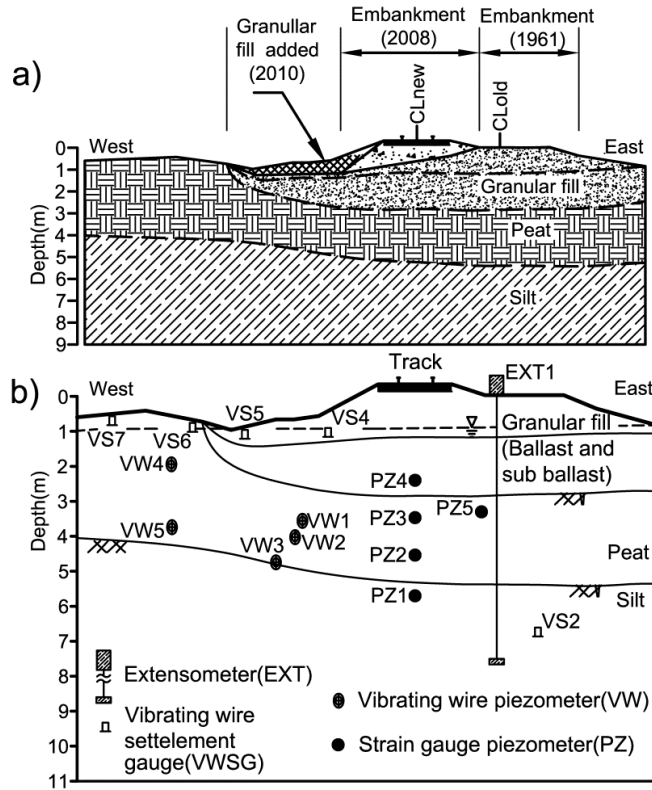 Granullar
fill added
(2010)
Embankment
(2008)
Embankment
(1961)
a)
CLnew
CLold
West
East
0
1
2
3
4
5
6
7
8
9
Depth(m)
Granular fill
Peat
Silt
b)
Track
EXT1
West
East
0
1
2
3
4
5
6
7
8
9
10
11
Depth(m)
VS7
VS6
VS5
VS4
Granular fill
(Ballast and
sub ballast)
VW4
PZ4
VW5
VW1
VW2
VW3
PZ3
PZ5
PZ2
PZ1
Peat
Silt
VS2
Extensometer(EXT)
Vibrating wire
settelement
gauge(VWSG)
Vibrating wire piezometer(VW)
Strain gauge piezometer(PZ)